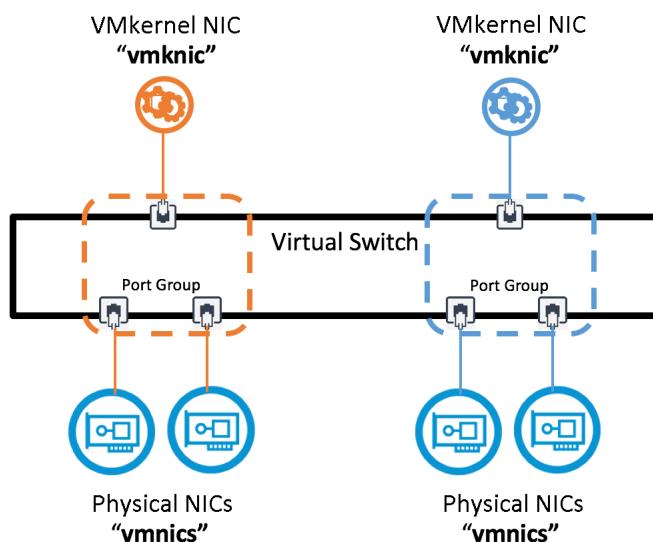 VMkernel NIC
“vmknic”
VMkernel NIC
“vmknic”
Virtual Switch
Port Group
Port Group
Physical NICs
“vmnics”
Physical NICs
“vmnics”